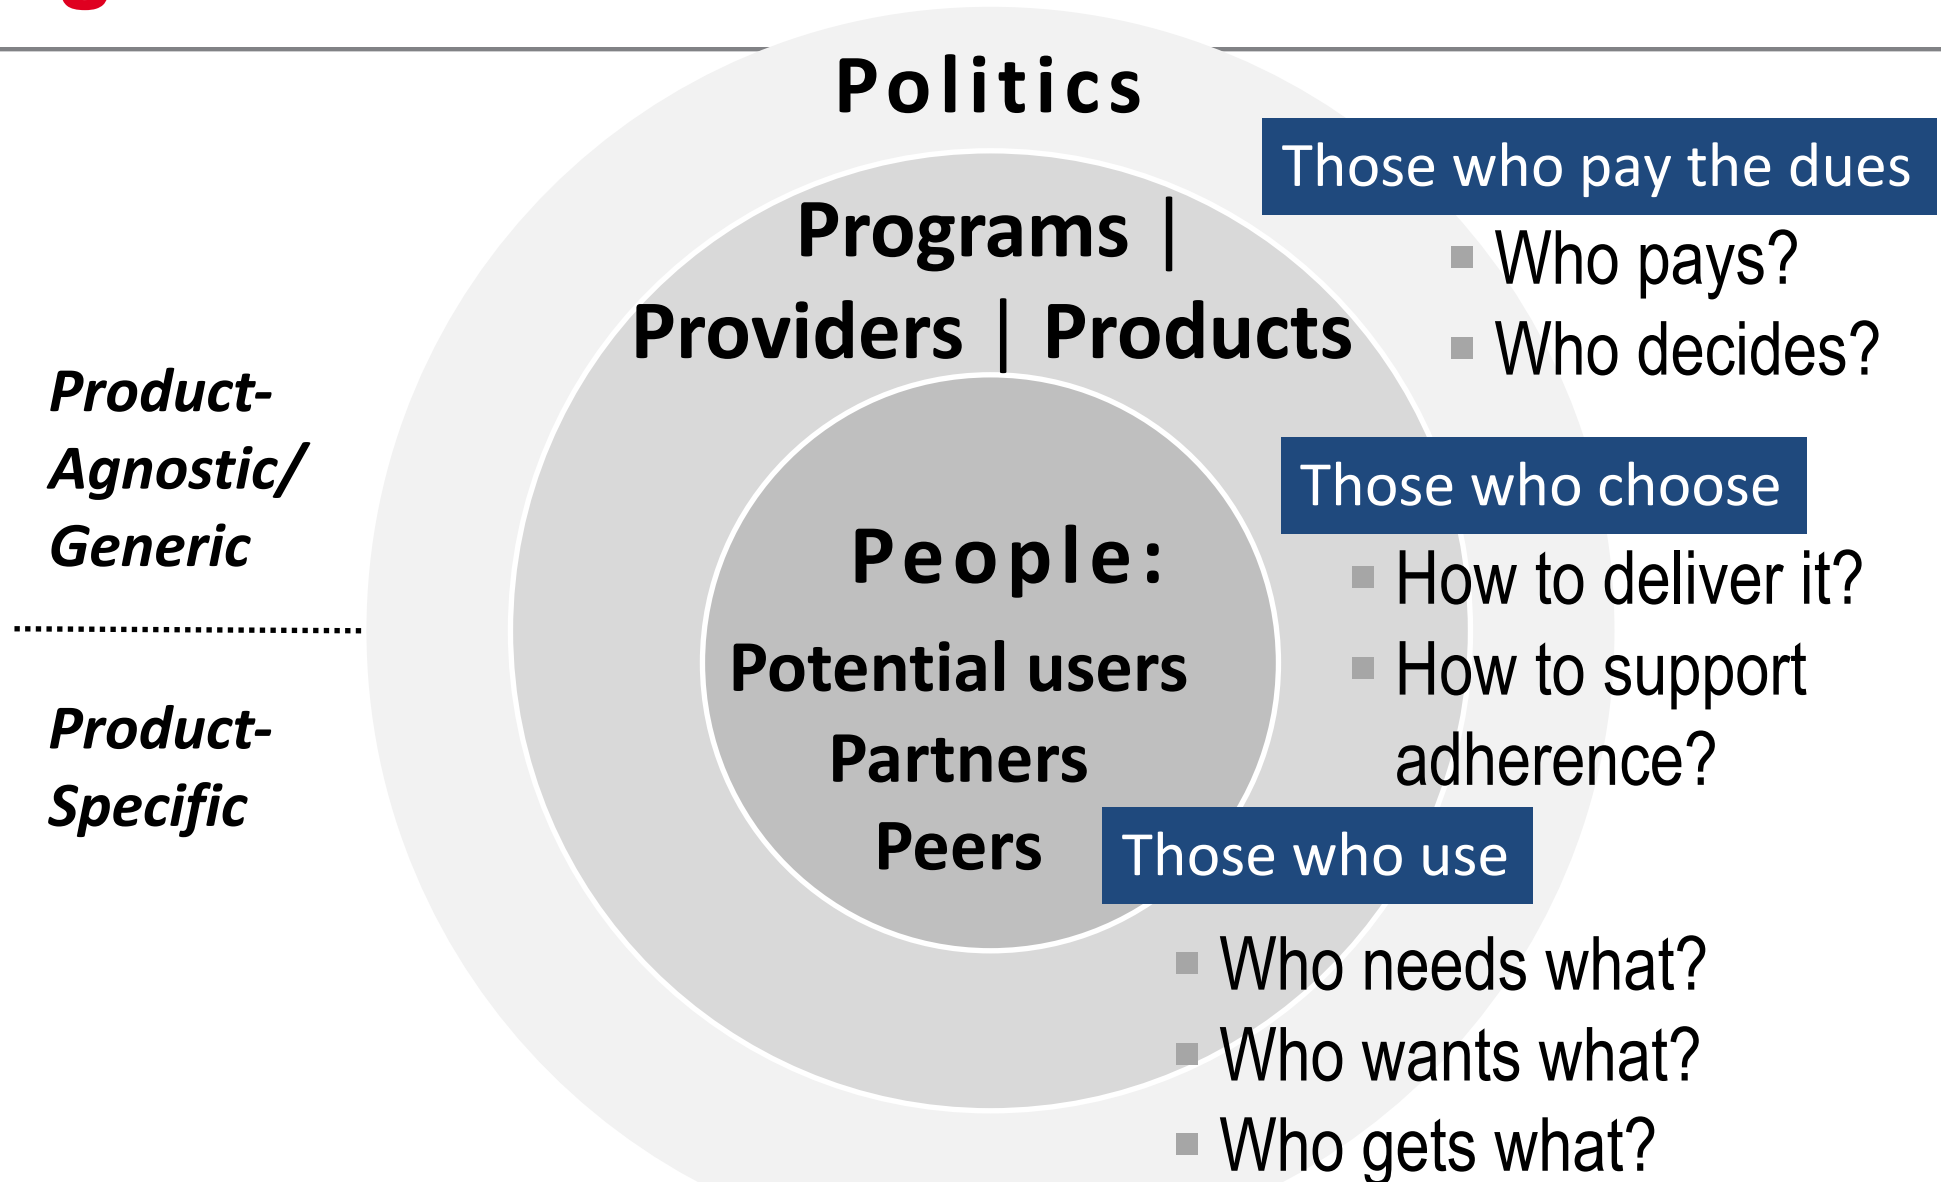 Politics
Programs |
Providers | Products
People:
Potential users
Partners
Peers
Product-
Agnostic/
Generic
Product-
Specific
Those who pay the dues
Who pays?
Who decides?
Those who choose
How to deliver it?
How to support
adherence?
Those who use
Who needs what?
Who wants what?
Who gets what?